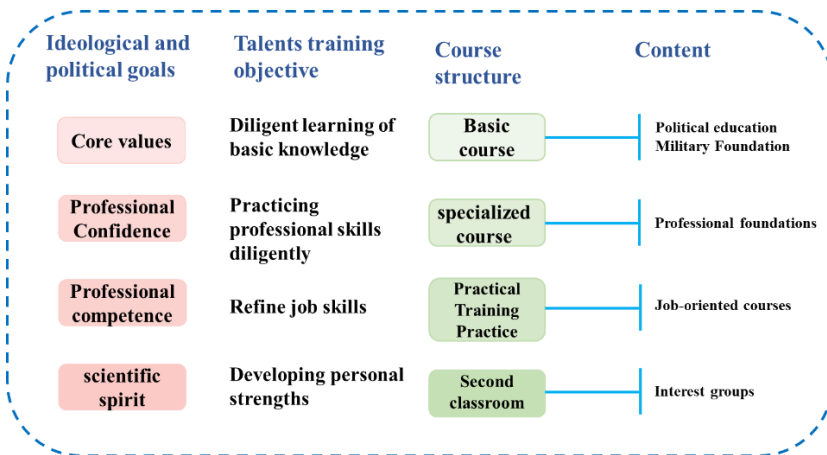 Ideological and
political goals
Talents training
objective
Course
structure
Content
Core values
Diligent learning of
basic knowledge
Basic
course
Political education
Military Foundation
Professional
Confidence
Practicing
professional skills
diligently
specialized
course
Professional foundations
Professional
competence
Refine job skills
Practical
Training
Practice
Job-oriented courses
scientific
spirit
Developing personal
strengths
Second
classroom
Interest groups